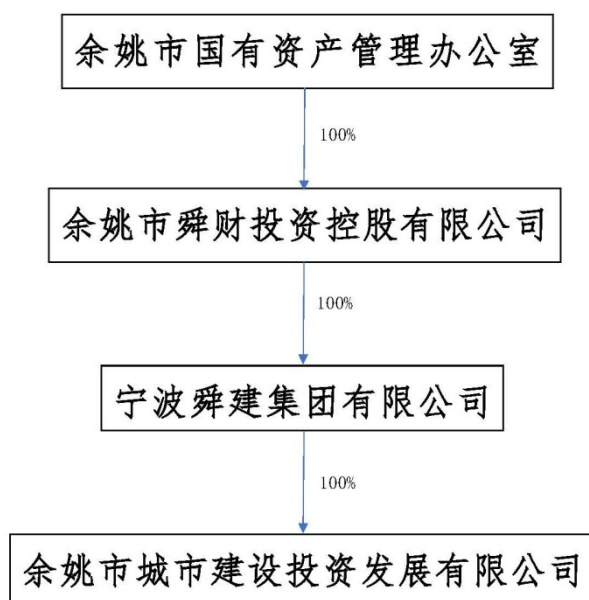 余姚市国有资产管理办公室
100%
余姚市舜财投资控股有限公司
100%
宁波舜建集团有限公司
100%
余姚市城市建设投资发展有限公司